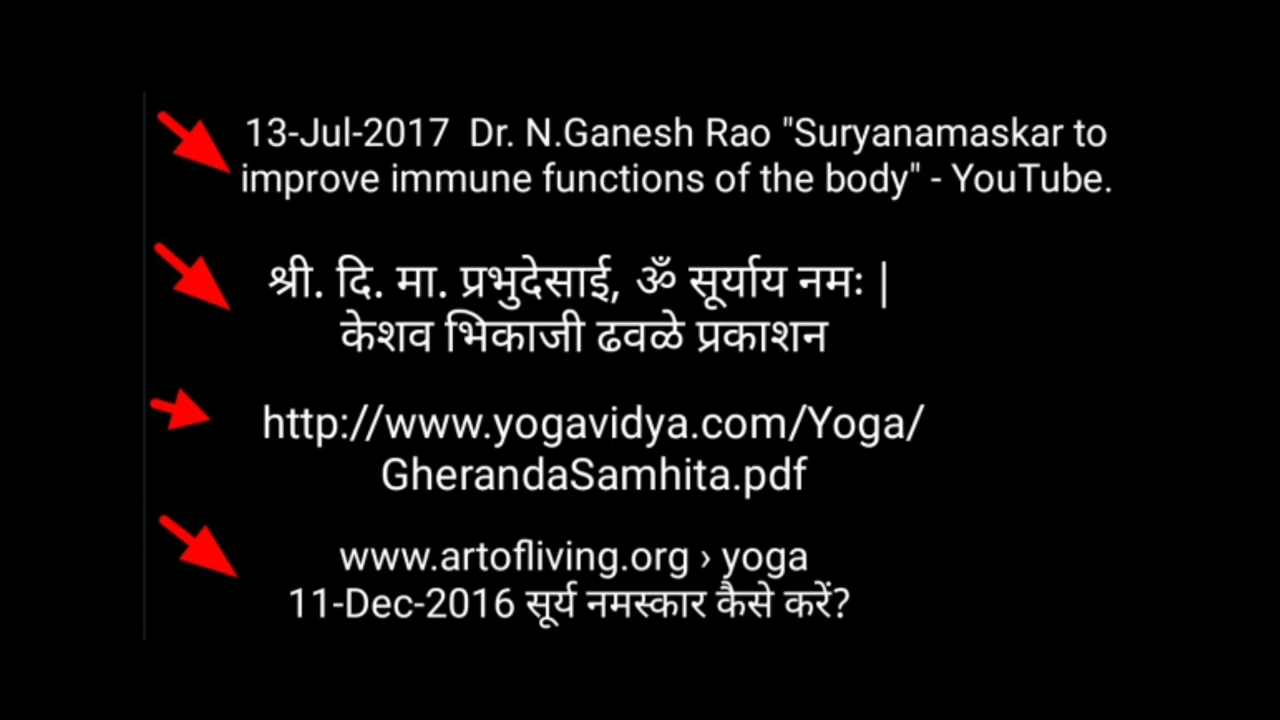 13-Jul-2017 Dr. N.Ganesh Rao "Suryanamaskar to
improve immune functions of the body" - YouTube.
श्री. दि. मा. प्रभुदेसाई, ॐ सूर्याय नमः |
केशव भिकाजी ढवळे प्रकाशन
http://www.yogavidya.com/Yoga/
GherandaSamhita.pdf
www.artofliving.org › yoga
11-Dec-2016 सूर्य नमस्कार कैसे करें?